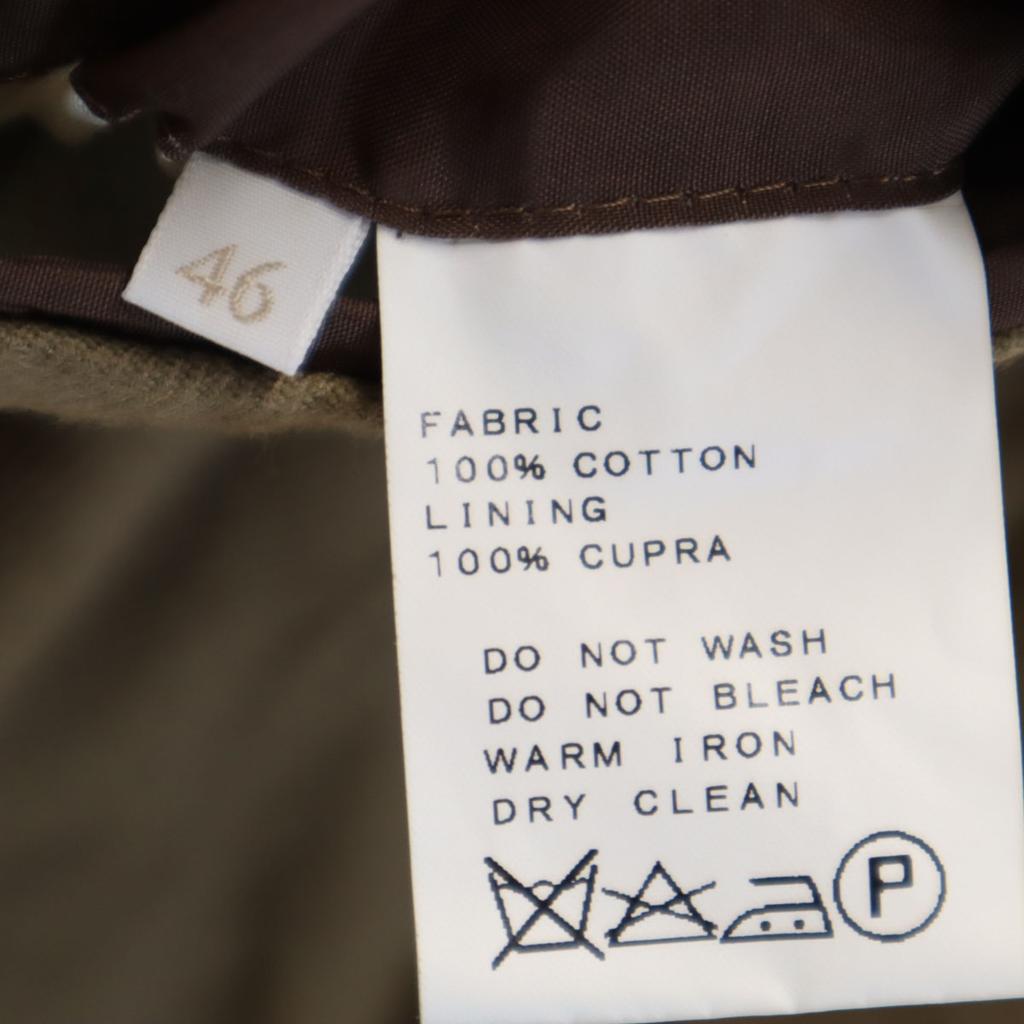 46
FABRIC
100% COTTON
LINING
100% CUPRA
DO NOT WASH
DO NOT BLEACH
WARM IRON
DRY CLEAN
P